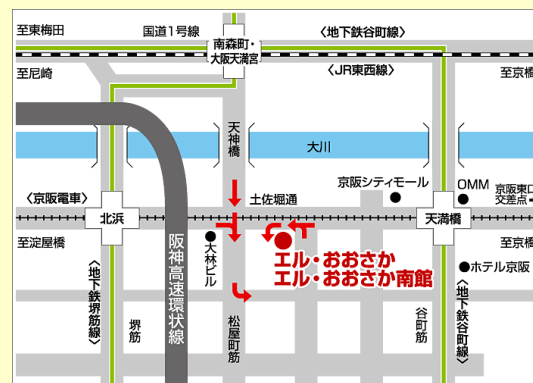 至東梅田
国道1号線
〈地下鉄谷町線〉
南森町・
大阪天満宮
至尼崎
〈JR東西線〉
至京橋
天神橋
大川
京阪シティモール
OMM
京阪東口
交差点
〈京阪電車〉
土佐堀通
北浜
天満橋
至淀屋橋
至京橋
大林ビル
エル・おおさか
エル・おおさか南館
ホテル京阪
阪神高速環状線
〈地下鉄堺筋線〉
堺筋
松屋町筋
谷町筋
〈地下鉄谷町線〉